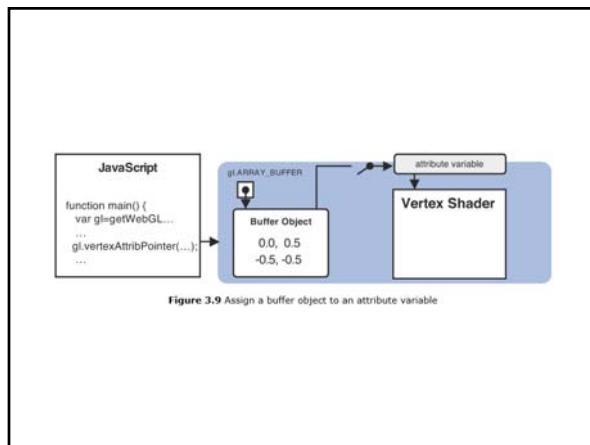 JavaScript
function main() {
var gl=getWebGL…
…
gl.vertexAttribPointer(…);
…
gl.ARRAY_BUFFER
Buffer Object
0.0, 0.5
-0.5, -0.5
attribute variable
Vertex Shader
Figure 3.9 Assign a buffer object to an attribute variable